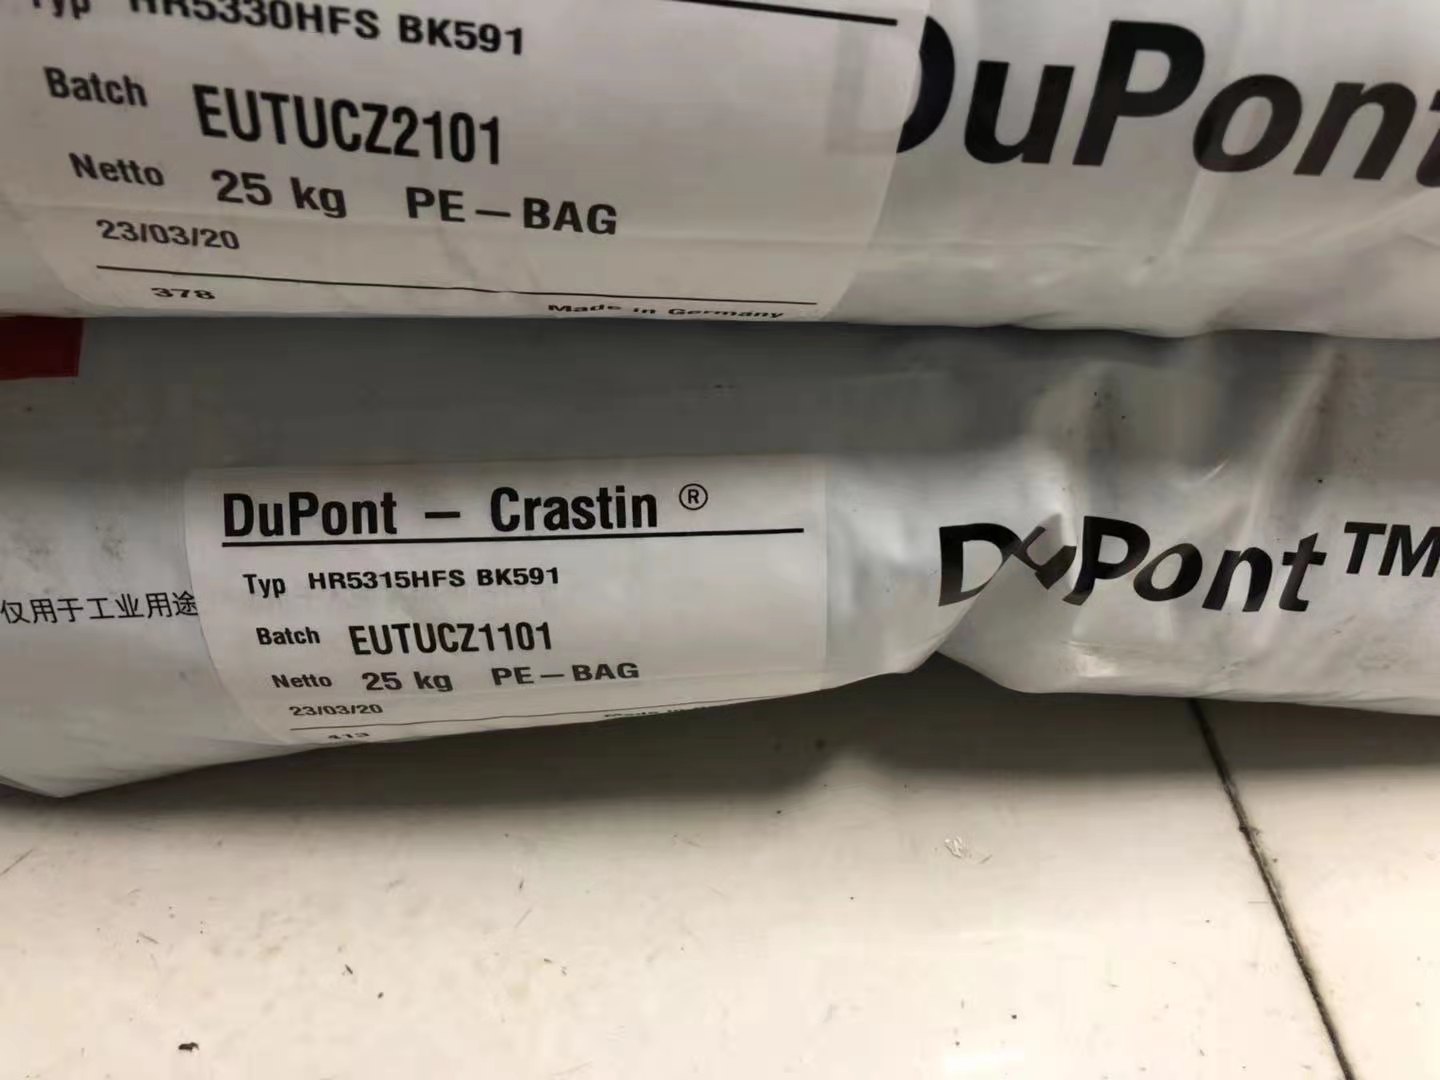 Typ HR5330HFS BK591
Batch EUTUCZ2101
Netto 25 kg PE-BAG
23/03/20
378 Made in Germany
DuPont
DuPont - Crastin ®
Typ HR5315HFS BK591
Batch EUTUCZ1101
Netto 25 kg PE-BAG
23/03/20
413
仅用于工业用途
DuPont™